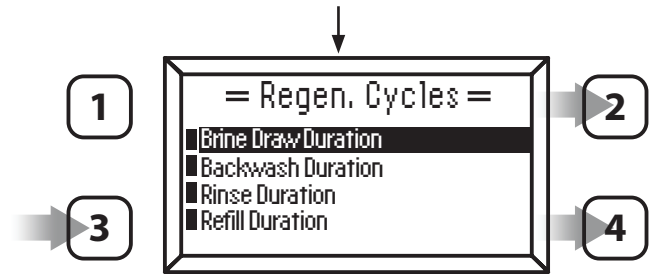 = Regen. Cycles =
1
2
Brine Draw Duration
Backwash Duration
Rinse Duration
Refill Duration
3
4